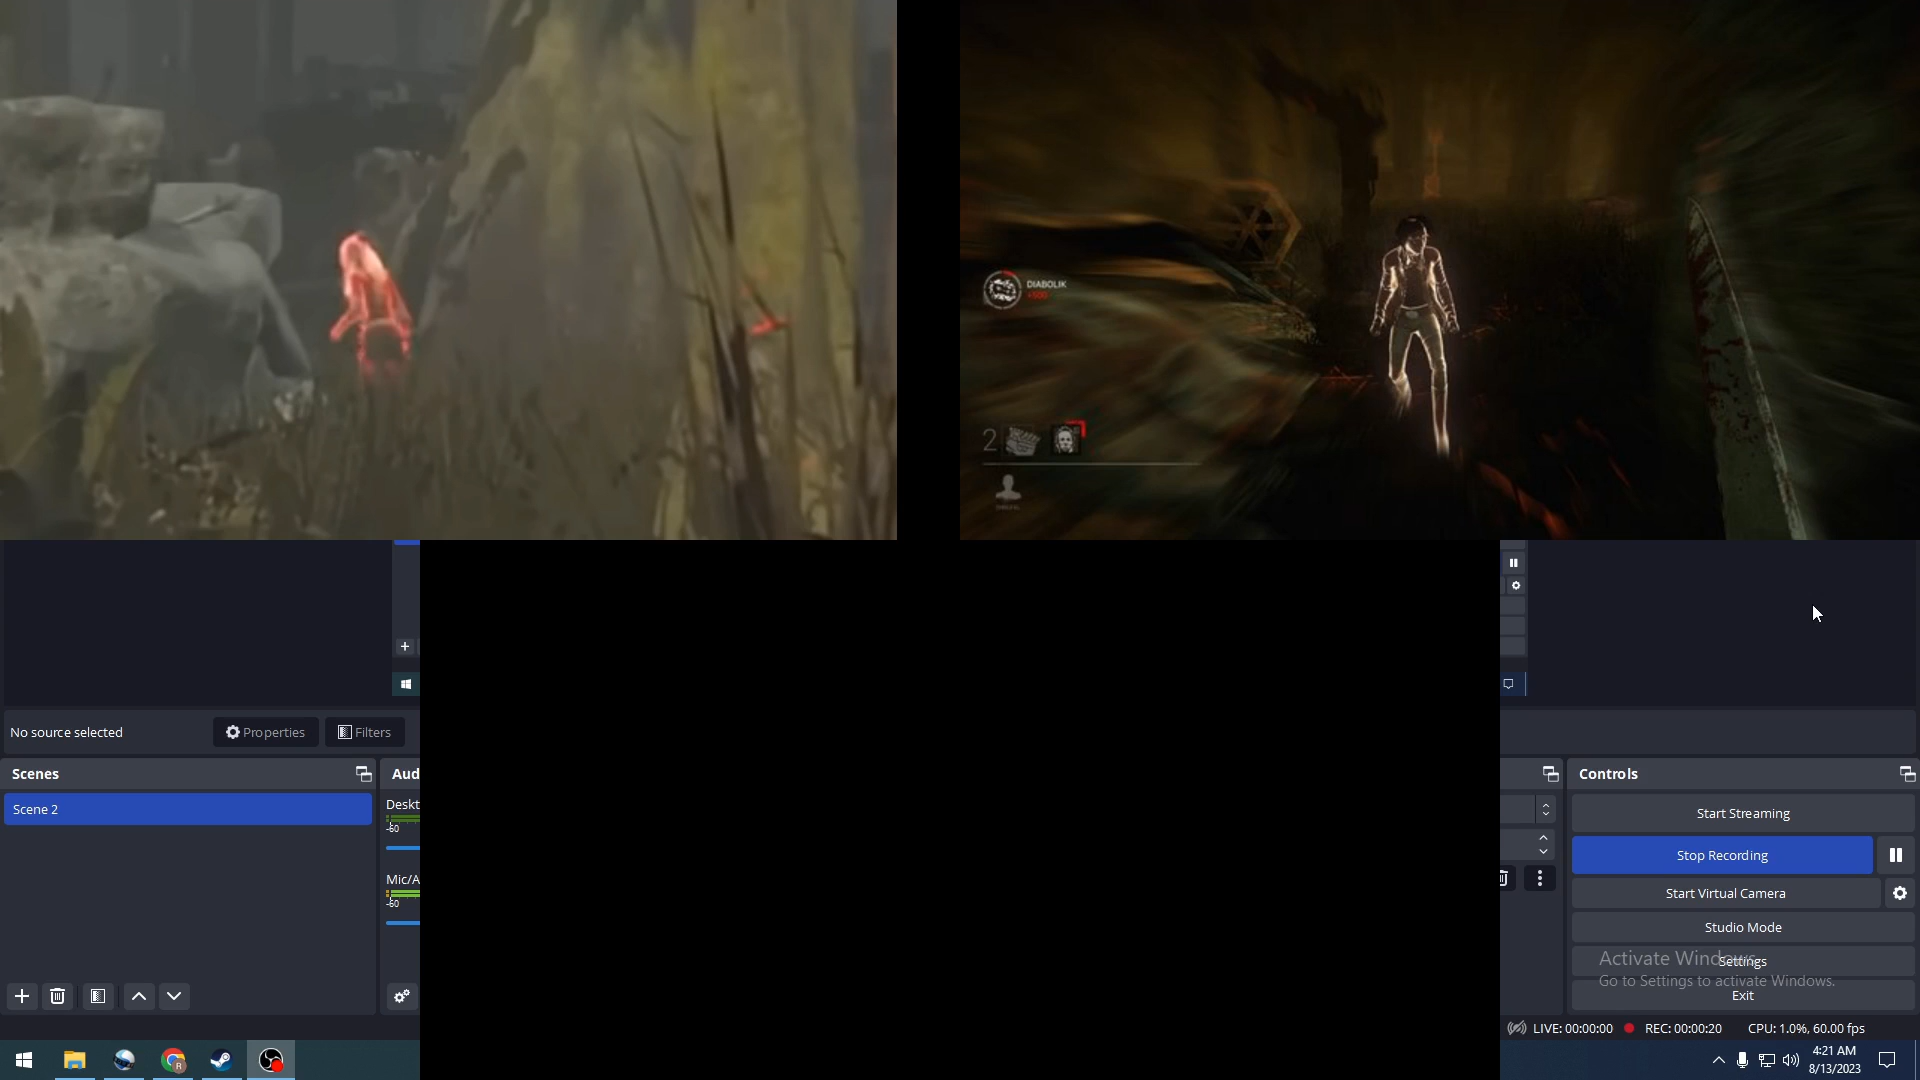 DIABOLIK
+500
2
No source selected
Properties
Filters
Scenes
Scene 2
Aud
Deskt
-60
Mic/A
-60
Controls
Start Streaming
Stop Recording
Start Virtual Camera
Studio Mode
Settings
Exit
Activate Windows
Go to Settings to activate Windows.
LIVE: 00:00:00
REC: 00:00:20
CPU: 1.0%, 60.00 fps
R
4:21 AM
8/13/2023